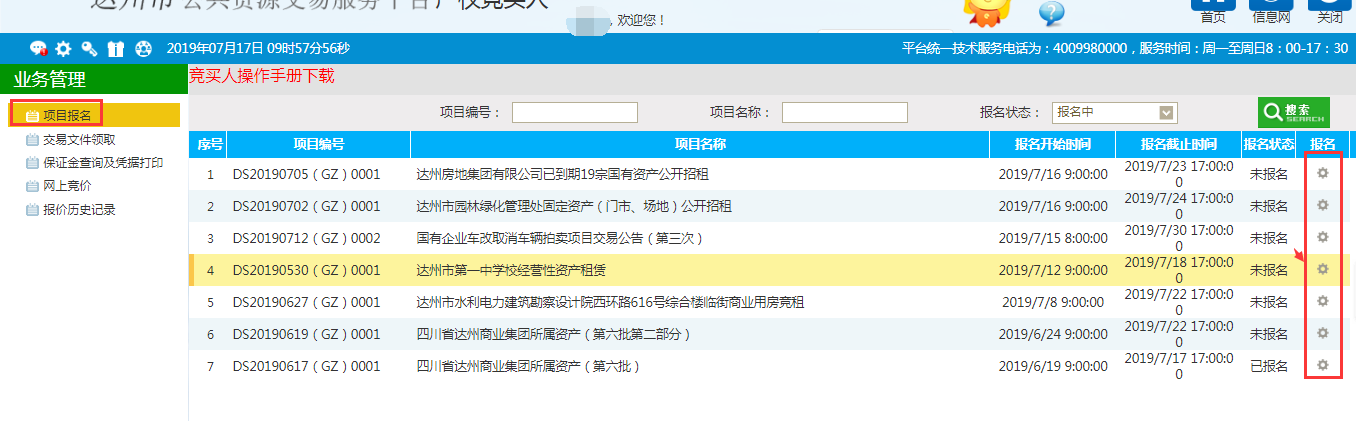 达州市公共资源交易服务平台产权竞买人
, 欢迎您！
首页 信息网 关闭
2019年07月17日 09时57分56秒
平台统一技术服务电话为：4009980000，服务时间：周一至周日8：00-17：30
业务管理
竞买人操作手册下载
项目报名
交易文件领取
保证金查询及凭据打印
网上竞价
报价历史记录
项目编号： 项目名称： 报名状态： 报名中 搜索 SEARCH
序号 项目编号 项目名称 报名开始时间 报名截止时间 报名状态 报名
1 DS20190705（GZ）0001 达州房地集团有限公司已到期19宗国有资产公开招租 2019/7/16 9:00:00 2019/7/23 17:00:00 未报名
2 DS20190702（GZ）0001 达州市园林绿化管理处固定资产（门市、场地）公开招租 2019/7/16 9:00:00 2019/7/24 17:00:00 未报名
3 DS20190712（GZ）0002 国有企业车改取消车辆拍卖项目交易公告（第三次） 2019/7/15 8:00:00 2019/7/30 17:00:00 未报名
4 DS20190530（GZ）0001 达州市第一中学校经营性资产租赁 2019/7/12 9:00:00 2019/7/18 17:00:00 未报名
5 DS20190627（GZ）0001 达州市水利电力建筑勘察设计院西环路616号综合楼临街商业用房竞租 2019/7/8 9:00:00 2019/7/22 17:00:00 未报名
6 DS20190619（GZ）0001 四川省达州商业集团所属资产（第六批第二部分） 2019/6/24 9:00:00 2019/7/22 17:00:00 未报名
7 DS20190617（GZ）0001 四川省达州商业集团所属资产（第六批） 2019/6/19 9:00:00 2019/7/17 17:00:00 已报名